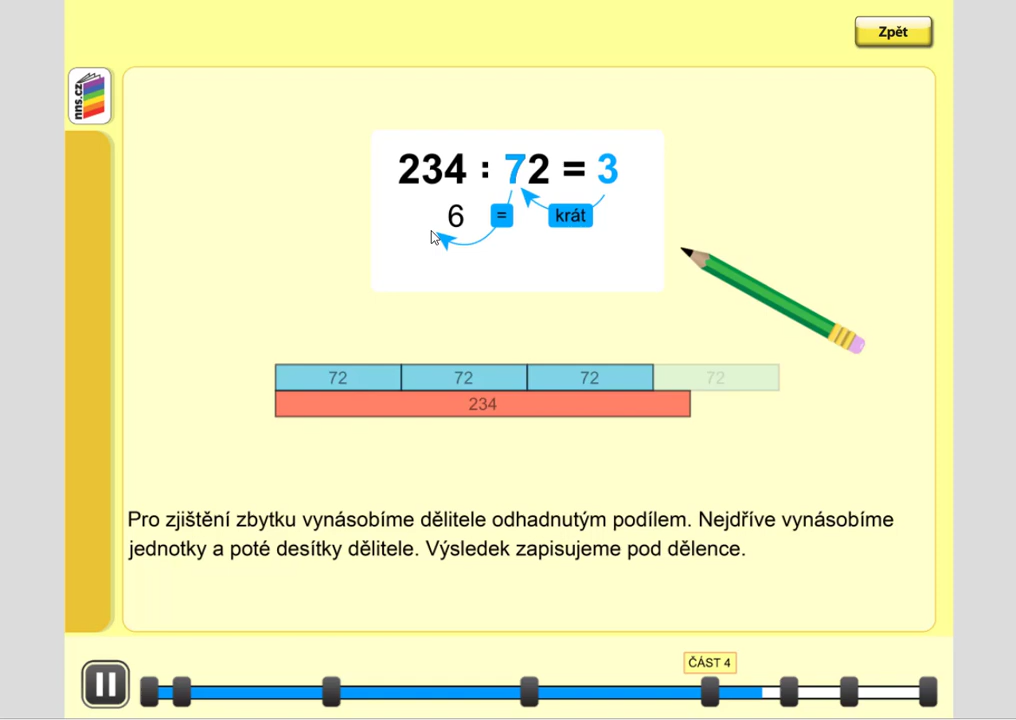 Zpět
nns.cz
234 : 72 = 3
6 = krát
72 72 72 72
234
Pro zjištění zbytku vynásobíme dělitele odhadnutým podílem. Nejdříve vynásobíme
jednotky a poté desítky dělitele. Výsledek zapisujeme pod dělence.
ČÁST 4